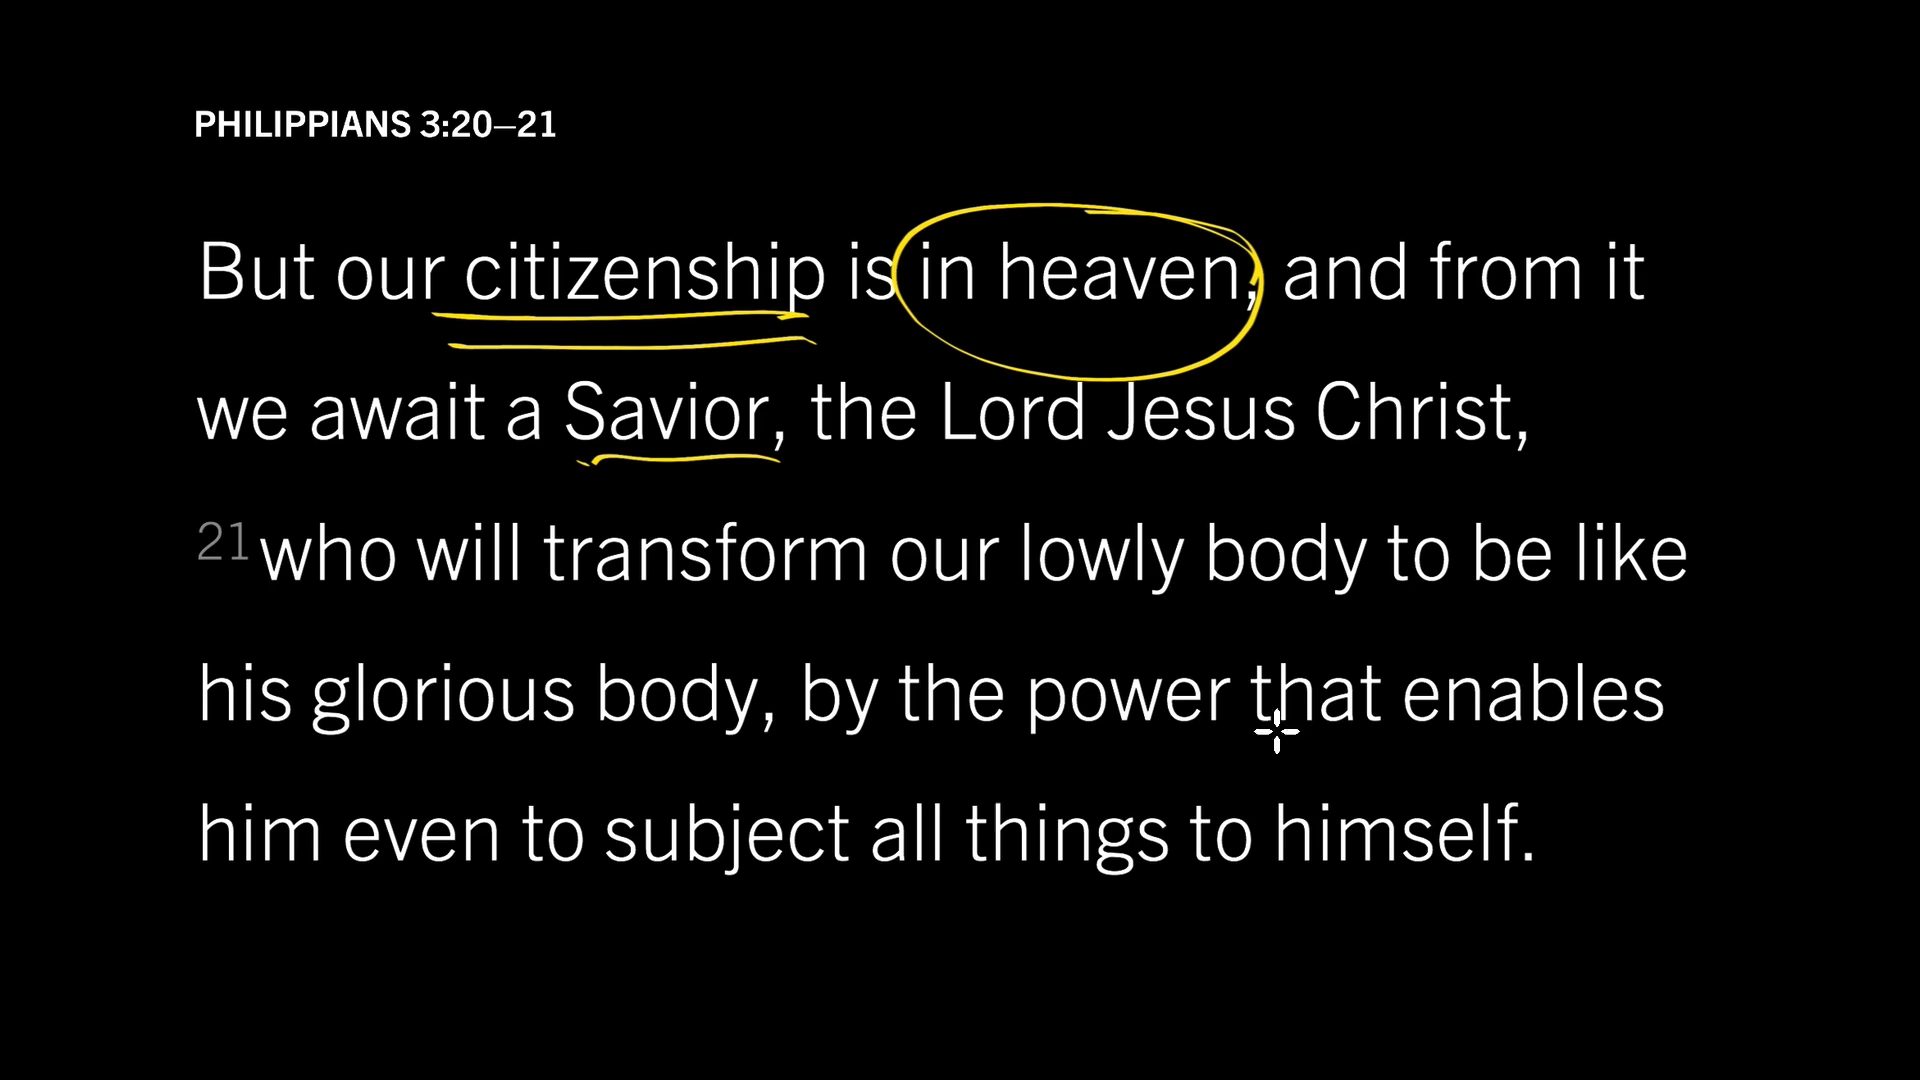 PHILIPPIANS 3:20–21
But our citizenship is in heaven, and from it
we await a Savior, the Lord Jesus Christ,
21 who will transform our lowly body to be like
his glorious body, by the power that enables
him even to subject all things to himself.